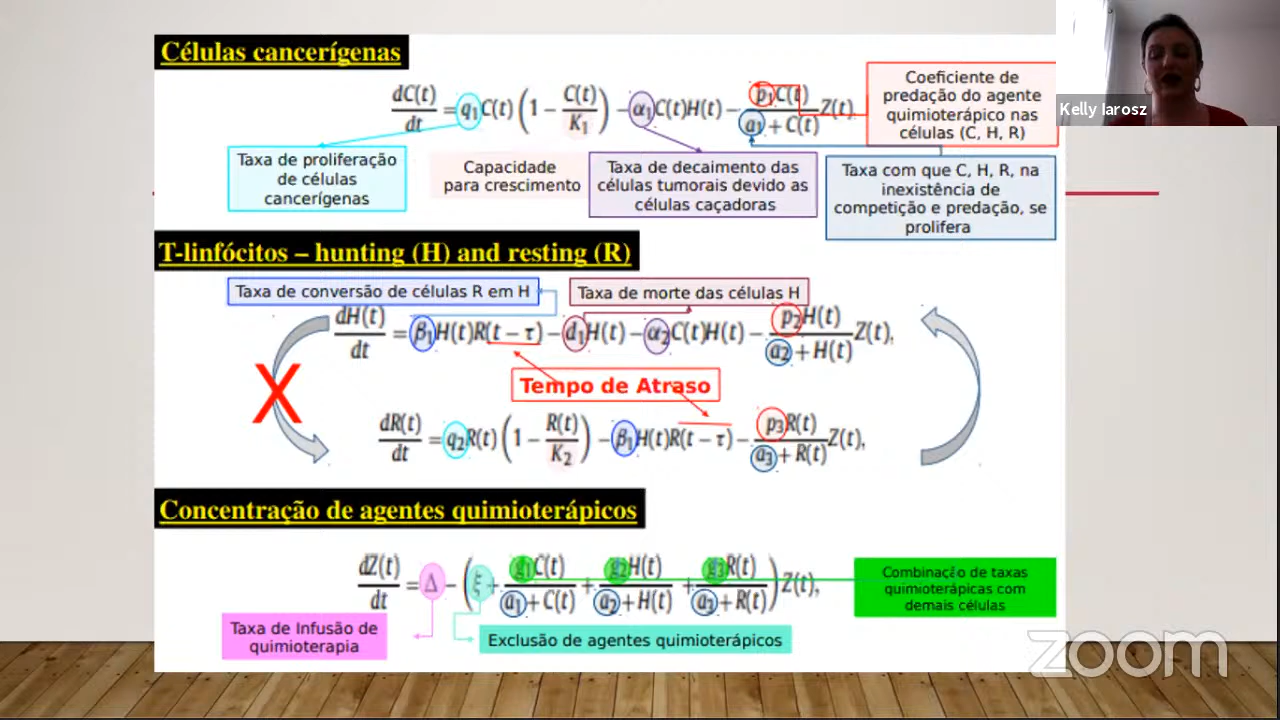 Células cancerígenas
dC(t)/dt = q₁C(t)(1 − C(t)/K₁) − α₁C(t)H(t) − p₁C(t)/(a₁ + C(t)) Z(t),
Coeficiente de
predação do agente
quimioterápico nas
células (C, H, R)
Kelly Iarosz
Taxa de proliferação
de células
cancerígenas
Capacidade
para crescimento
Taxa de decaimento das
células tumorais devido as
células caçadoras
Taxa com que C, H, R, na
inexistência de
competição e predação, se
prolifera
T-linfócitos – hunting (H) and resting (R)
Taxa de conversão de células R em H
Taxa de morte das células H
dH(t)/dt = β₁H(t)R(t − τ) − d₁H(t) − α₂C(t)H(t) − p₂H(t)/(a₂ + H(t)) Z(t),
X
Tempo de Atraso
dR(t)/dt = q₂R(t)(1 − R(t)/K₂) − β₁H(t)R(t − τ) − p₃R(t)/(a₃ + R(t)) Z(t),
Concentração de agentes quimioterápicos
dZ(t)/dt = Δ − (ξ + g₁C(t)/(a₁ + C(t)) + g₂H(t)/(a₂ + H(t)) + g₃R(t)/(a₃ + R(t))) Z(t),
Combinação de taxas
quimioterápicas com
demais células
Taxa de Infusão de
quimioterapia
Exclusão de agentes quimioterápicos
zoom